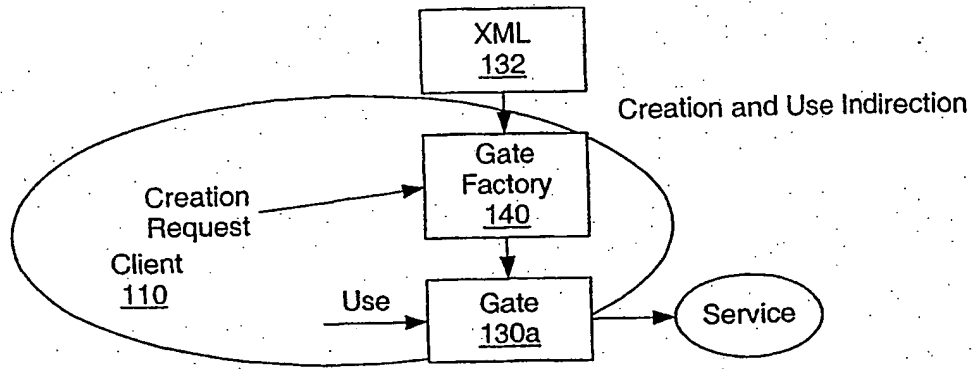 XML
132
Creation and Use Indirection
Gate
Factory
140
Creation
Request
Client
110
Use
Gate
130a
Service